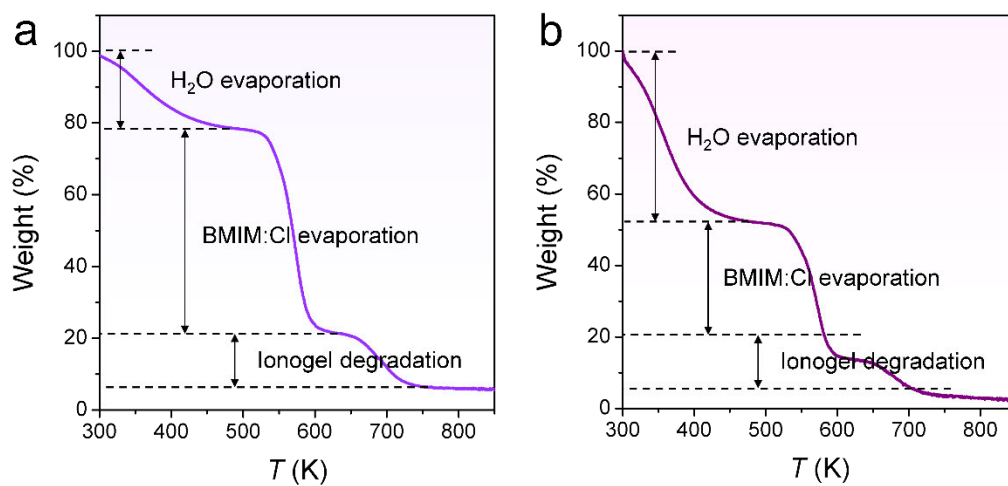 a
100
80
60
40
20
0
Weight (%)
H₂O evaporation
BMIM:Cl evaporation
Ionogel degradation
300 400 500 600 700 800
T (K)
b
100
80
60
40
20
0
Weight (%)
H₂O evaporation
BMIM:Cl evaporation
Ionogel degradation
300 400 500 600 700 800
T (K)